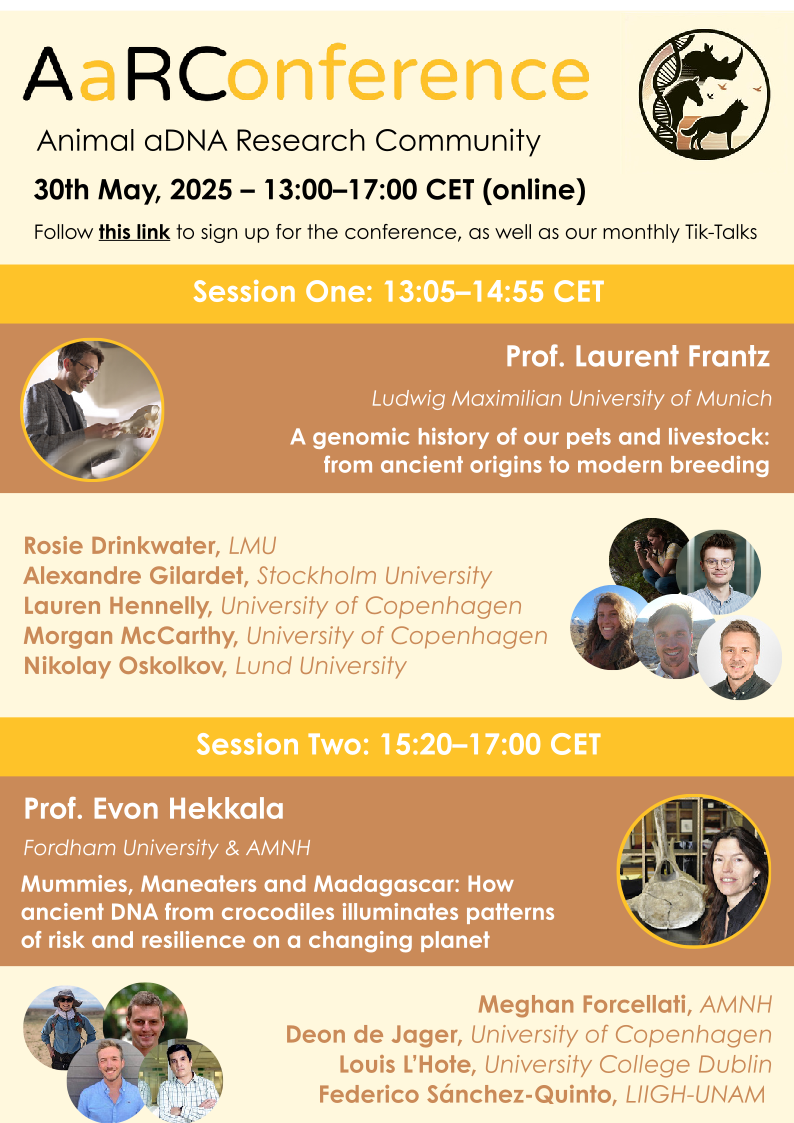 AaRConference
Animal aDNA Research Community
30th May, 2025 – 13:00–17:00 CET (online)
Follow this link to sign up for the conference, as well as our monthly Tik-Talks
Session One: 13:05–14:55 CET
Prof. Laurent Frantz
Ludwig Maximilian University of Munich
A genomic history of our pets and livestock:
from ancient origins to modern breeding
Rosie Drinkwater, LMU
Alexandre Gilardet, Stockholm University
Lauren Hennelly, University of Copenhagen
Morgan McCarthy, University of Copenhagen
Nikolay Oskolkov, Lund University
Session Two: 15:20–17:00 CET
Prof. Evon Hekkala
Fordham University & AMNH
Mummies, Maneaters and Madagascar: How
ancient DNA from crocodiles illuminates patterns
of risk and resilience on a changing planet
Meghan Forcellati, AMNH
Deon de Jager, University of Copenhagen
Louis L’Hote, University College Dublin
Federico Sánchez-Quinto, LIIGH-UNAM